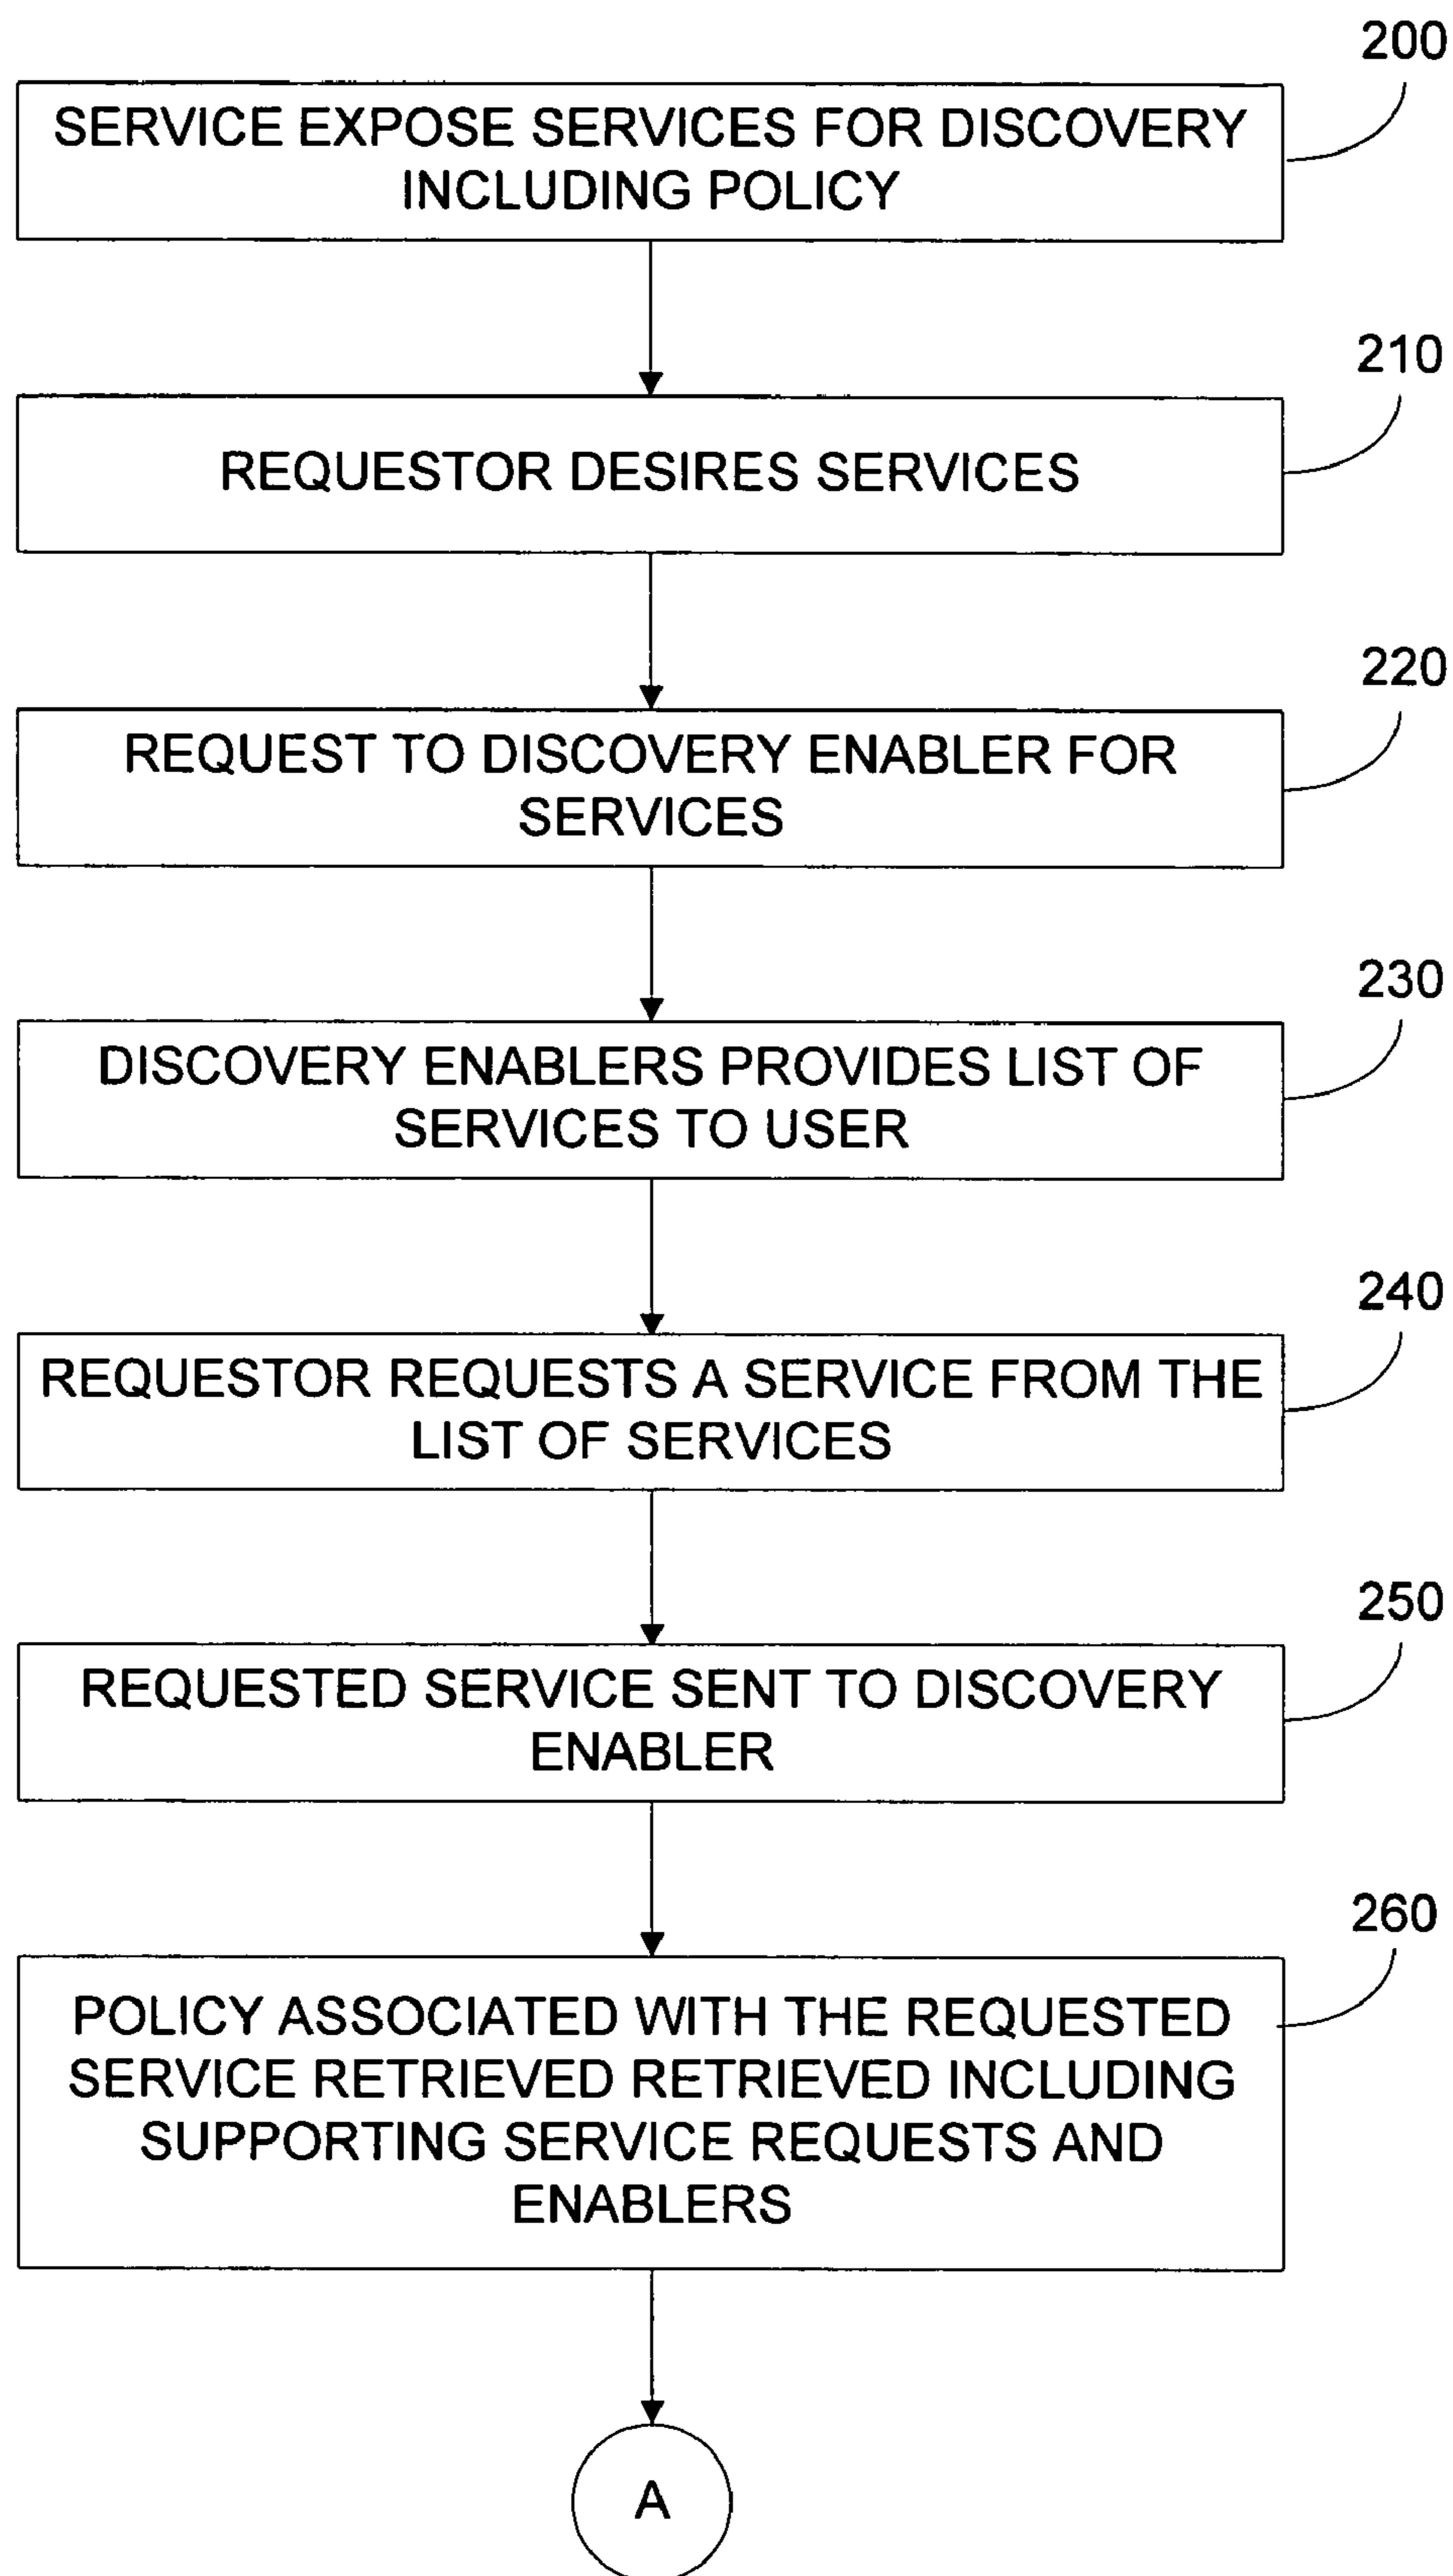 200
SERVICE EXPOSE SERVICES FOR DISCOVERY
INCLUDING POLICY
210
REQUESTOR DESIRES SERVICES
220
REQUEST TO DISCOVERY ENABLER FOR
SERVICES
230
DISCOVERY ENABLERS PROVIDES LIST OF
SERVICES TO USER
240
REQUESTOR REQUESTS A SERVICE FROM THE
LIST OF SERVICES
250
REQUESTED SERVICE SENT TO DISCOVERY
ENABLER
260
POLICY ASSOCIATED WITH THE REQUESTED
SERVICE RETRIEVED RETRIEVED INCLUDING
SUPPORTING SERVICE REQUESTS AND
ENABLERS
A